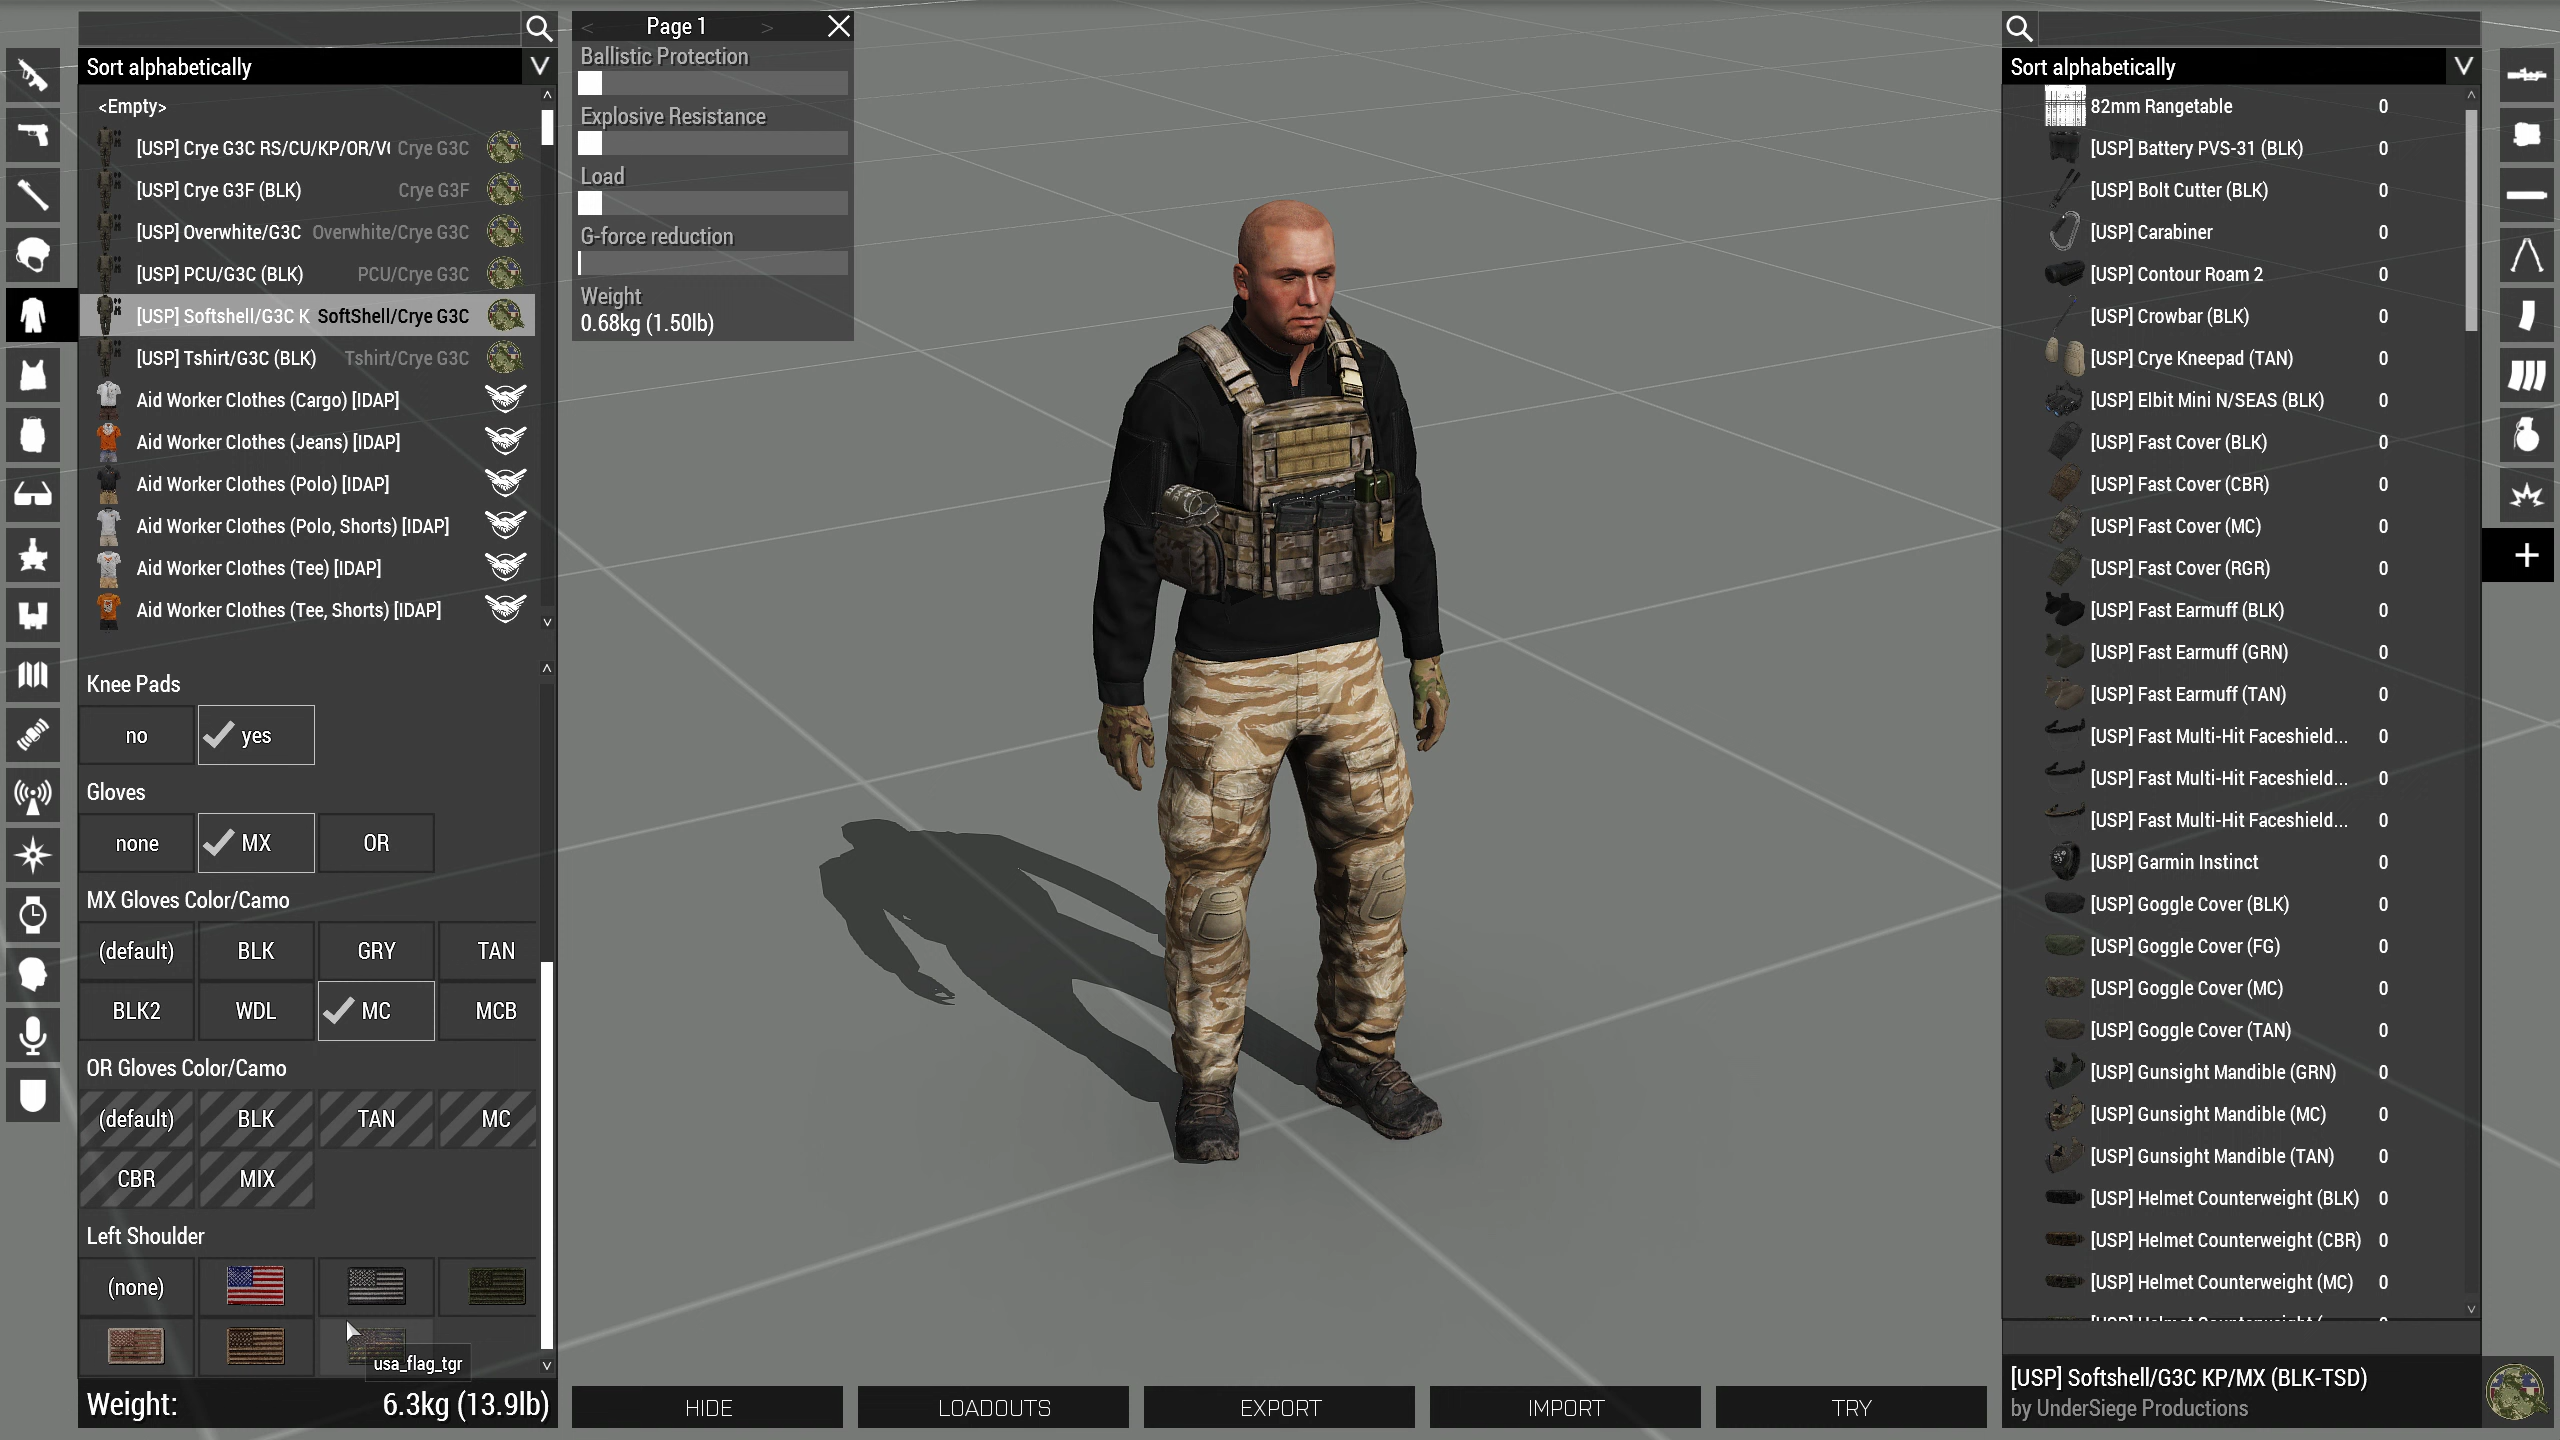 Sort alphabetically
<Empty>
[USP] Crye G3C RS/CU/KP/OR/V Crye G3C
[USP] Crye G3F (BLK) Crye G3F
[USP] Overwhite/G3C Overwhite/Crye G3C
[USP] PCU/G3C (BLK) PCU/Crye G3C
[USP] Softshell/G3C K SoftShell/Crye G3C
[USP] Tshirt/G3C (BLK) Tshirt/Crye G3C
Aid Worker Clothes (Cargo) [IDAP]
Aid Worker Clothes (Jeans) [IDAP]
Aid Worker Clothes (Polo) [IDAP]
Aid Worker Clothes (Polo, Shorts) [IDAP]
Aid Worker Clothes (Tee) [IDAP]
Aid Worker Clothes (Tee, Shorts) [IDAP]
Knee Pads
no yes
Gloves
none MX OR
MX Gloves Color/Camo
(default) BLK GRY TAN
BLK2 WDL MC MCB
OR Gloves Color/Camo
(default) BLK TAN MC
CBR MIX
Left Shoulder
(none)
usa_flag_tgr
Weight: 6.3kg (13.9lb)
< Page 1 >
Ballistic Protection
Explosive Resistance
Load
G-force reduction
Weight
0.68kg (1.50lb)
HIDE LOADOUTS EXPORT IMPORT TRY
Sort alphabetically
82mm Rangetable 0
[USP] Battery PVS-31 (BLK) 0
[USP] Bolt Cutter (BLK) 0
[USP] Carabiner 0
[USP] Contour Roam 2 0
[USP] Crowbar (BLK) 0
[USP] Crye Kneepad (TAN) 0
[USP] Elbit Mini N/SEAS (BLK) 0
[USP] Fast Cover (BLK) 0
[USP] Fast Cover (CBR) 0
[USP] Fast Cover (MC) 0
[USP] Fast Cover (RGR) 0
[USP] Fast Earmuff (BLK) 0
[USP] Fast Earmuff (GRN) 0
[USP] Fast Earmuff (TAN) 0
[USP] Fast Multi-Hit Faceshield... 0
[USP] Fast Multi-Hit Faceshield... 0
[USP] Fast Multi-Hit Faceshield... 0
[USP] Garmin Instinct 0
[USP] Goggle Cover (BLK) 0
[USP] Goggle Cover (FG) 0
[USP] Goggle Cover (MC) 0
[USP] Goggle Cover (TAN) 0
[USP] Gunsight Mandible (GRN) 0
[USP] Gunsight Mandible (MC) 0
[USP] Gunsight Mandible (TAN) 0
[USP] Helmet Counterweight (BLK) 0
[USP] Helmet Counterweight (CBR) 0
[USP] Helmet Counterweight (MC) 0
[USP] Softshell/G3C KP/MX (BLK-TSD)
by UnderSiege Productions